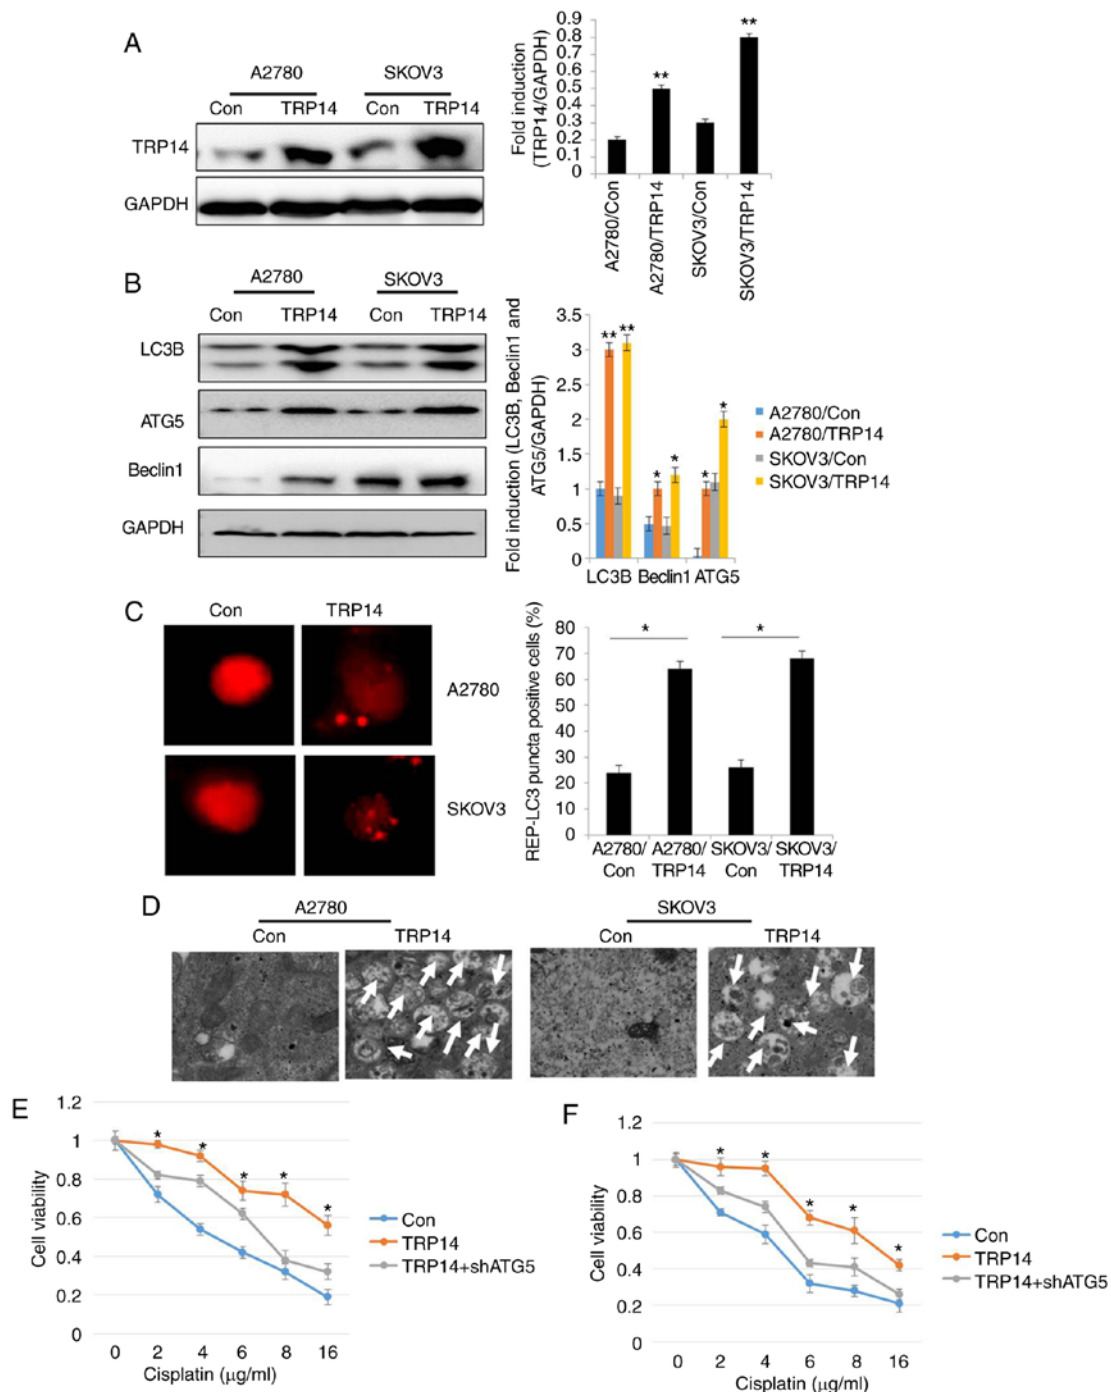 A
A2780 SKOV3
Con TRP14 Con TRP14
TRP14
GAPDH
Fold induction
(TRP14/GAPDH)
0.9
0.8
0.7
0.6
0.5
0.4
0.3
0.2
0.1
0
** **
A2780/Con
A2780/TRP14
SKOV3/Con
SKOV3/TRP14
B
A2780 SKOV3
Con TRP14 Con TRP14
LC3B
ATG5
Beclin1
GAPDH
Fold induction (LC3B, Beclin1 and
ATG5/GAPDH)
3.5
3
2.5
2
1.5
1
0.5
0
** ** * * * *
LC3B Beclin1 ATG5
A2780/Con
A2780/TRP14
SKOV3/Con
SKOV3/TRP14
C
Con TRP14
A2780
SKOV3
REP-LC3 puncta positive cells (%)
80
70
60
50
40
30
20
10
0
* *
A2780/ A2780/ SKOV3/ SKOV3/
Con TRP14 Con TRP14
D
A2780 SKOV3
Con TRP14 Con TRP14
E
Cell viability
1.2
1
0.8
0.6
0.4
0.2
0
* * * * *
0 2 4 6 8 16
Cisplatin (μg/ml)
Con
TRP14
TRP14+shATG5
F
Cell viability
1.2
1
0.8
0.6
0.4
0.2
0
* * * * *
0 2 4 6 8 16
Cisplatin (μg/ml)
Con
TRP14
TRP14+shATG5